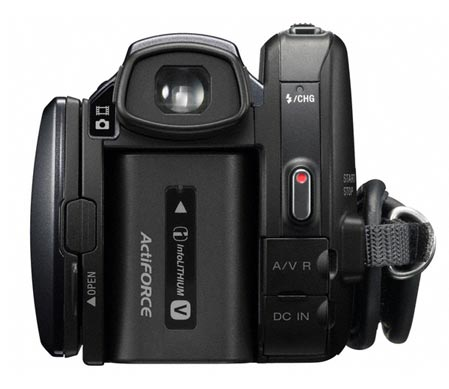 /CHG
START
STOP
InfoLITHIUM V
ActiFORCE
A/V R
OPEN
DC IN